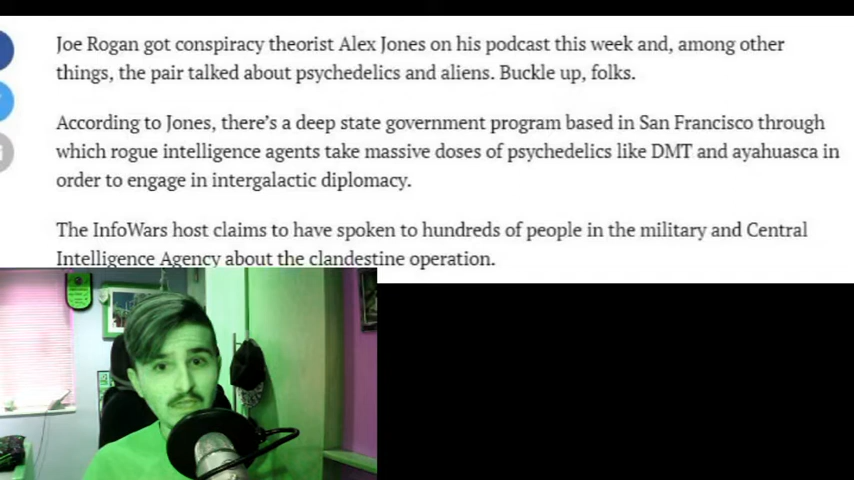 Joe Rogan got conspiracy theorist Alex Jones on his podcast this week and, among other
things, the pair talked about psychedelics and aliens. Buckle up, folks.
According to Jones, there’s a deep state government program based in San Francisco through
which rogue intelligence agents take massive doses of psychedelics like DMT and ayahuasca in
order to engage in intergalactic diplomacy.
The InfoWars host claims to have spoken to hundreds of people in the military and Central
Intelligence Agency about the clandestine operation.